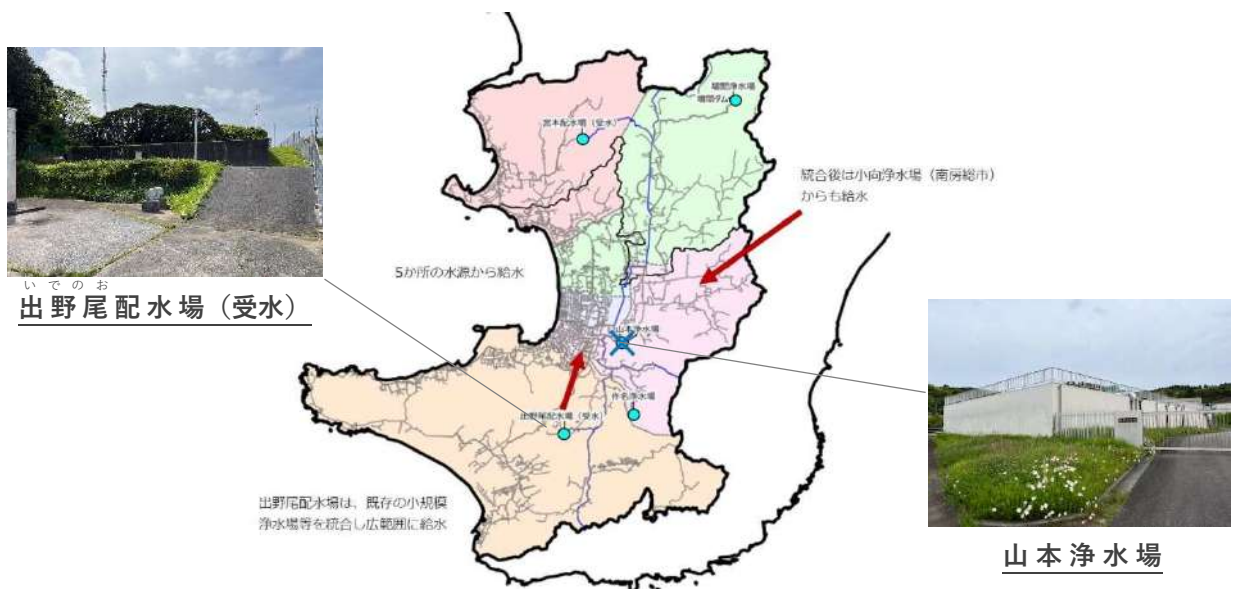 宮本配水場（受水）
増間浄水場
増間ダム
統合後は小向浄水場（南房総市）
からも給水
5か所の水源から給水
いでのお
出野尾配水場（受水）
山本浄水場
作名浄水場
出野尾配水場（受水）
出野尾配水場は、既存の小規模
浄水場等を統合し広範囲に給水
山本浄水場